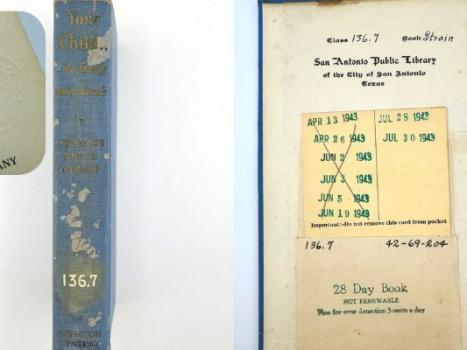 ANY
Your
Child
136.7
Class 136.7 Book Strain
San Antonio Public Library
of the City of San Antonio
Texas
APR 13 1943 JUL 28 1943
APR 26 1943 JUL 30 1943
JUN 2 1943
JUN 3 1943
JUN 5 1943
JUN 19 1943
Important:-Do not remove this card from pocket
136.7 42-69-204
28 Day Book
NOT RENEWABLE
Fine for over detention 3 cents a day